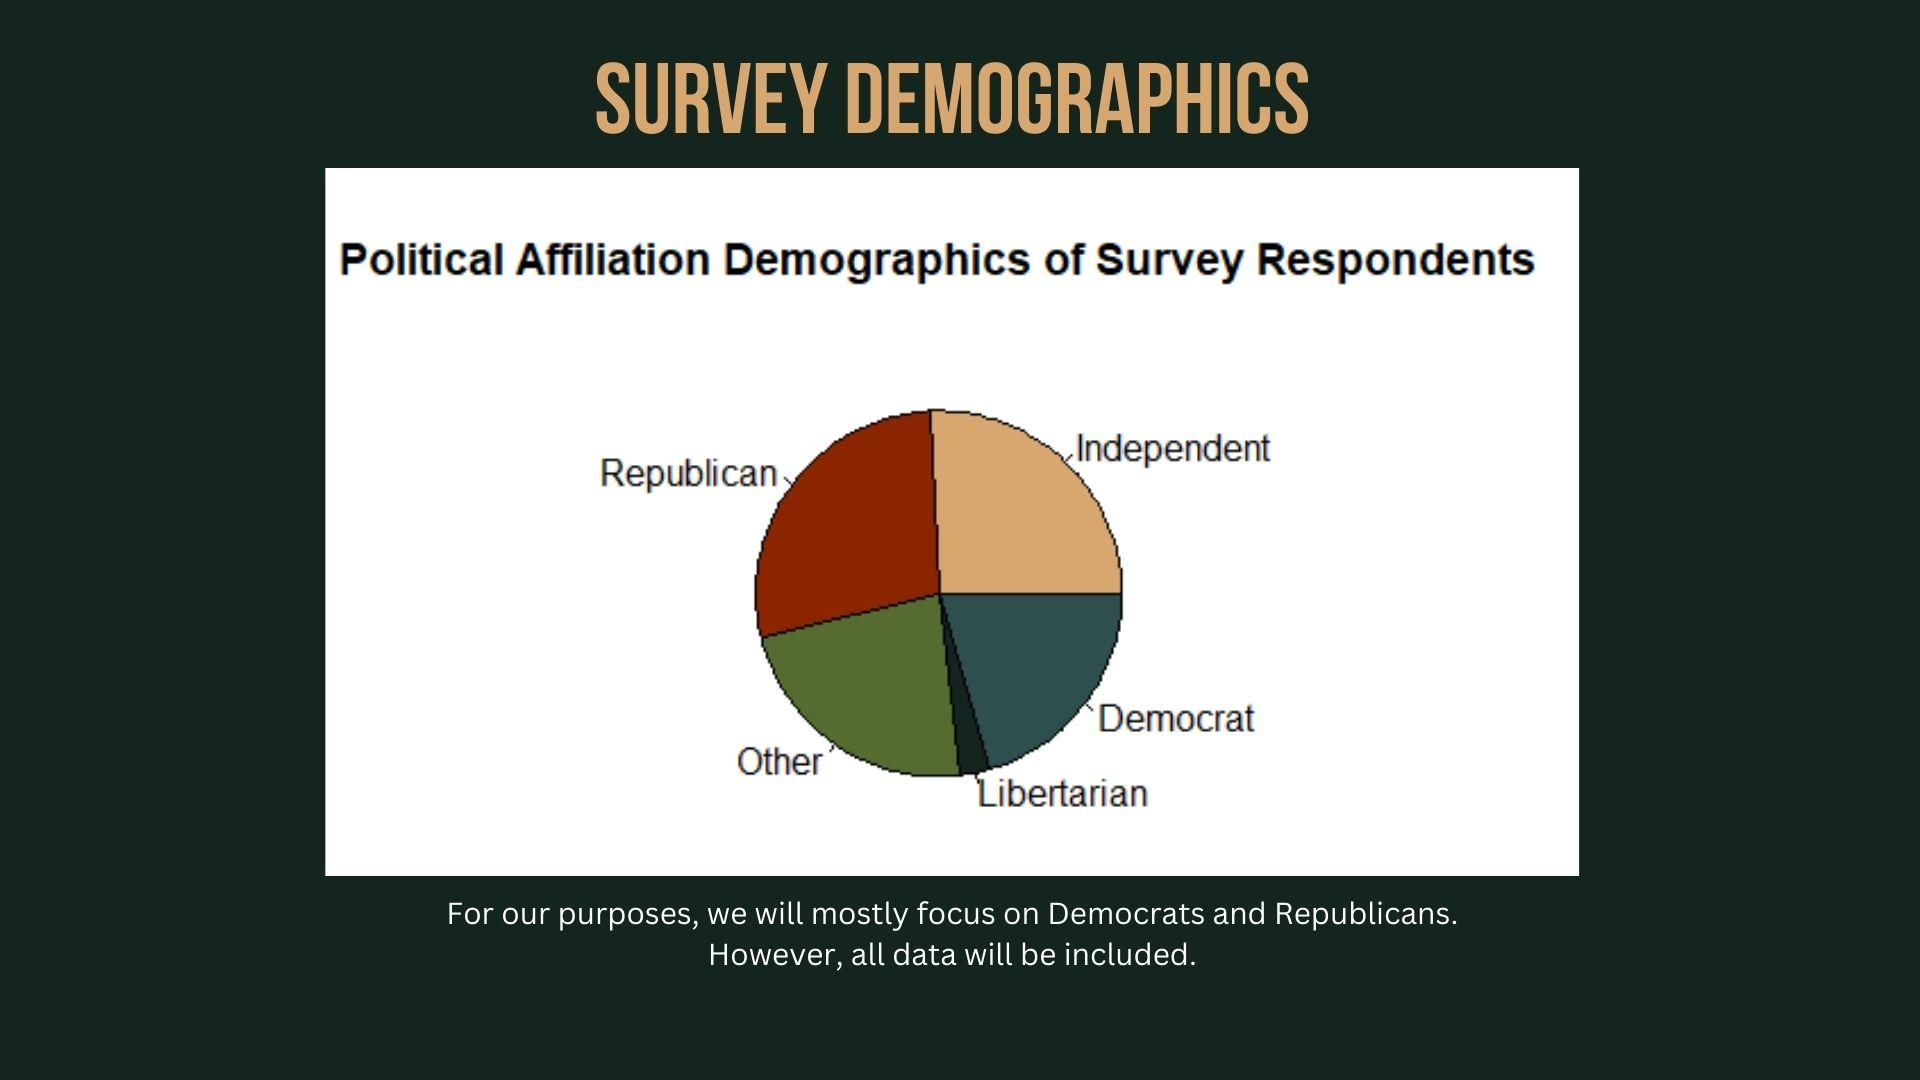 SURVEY DEMOGRAPHICS
Political Affiliation Demographics of Survey Respondents
Independent
Republican
Democrat
Other
Libertarian
For our purposes, we will mostly focus on Democrats and Republicans.
However, all data will be included.